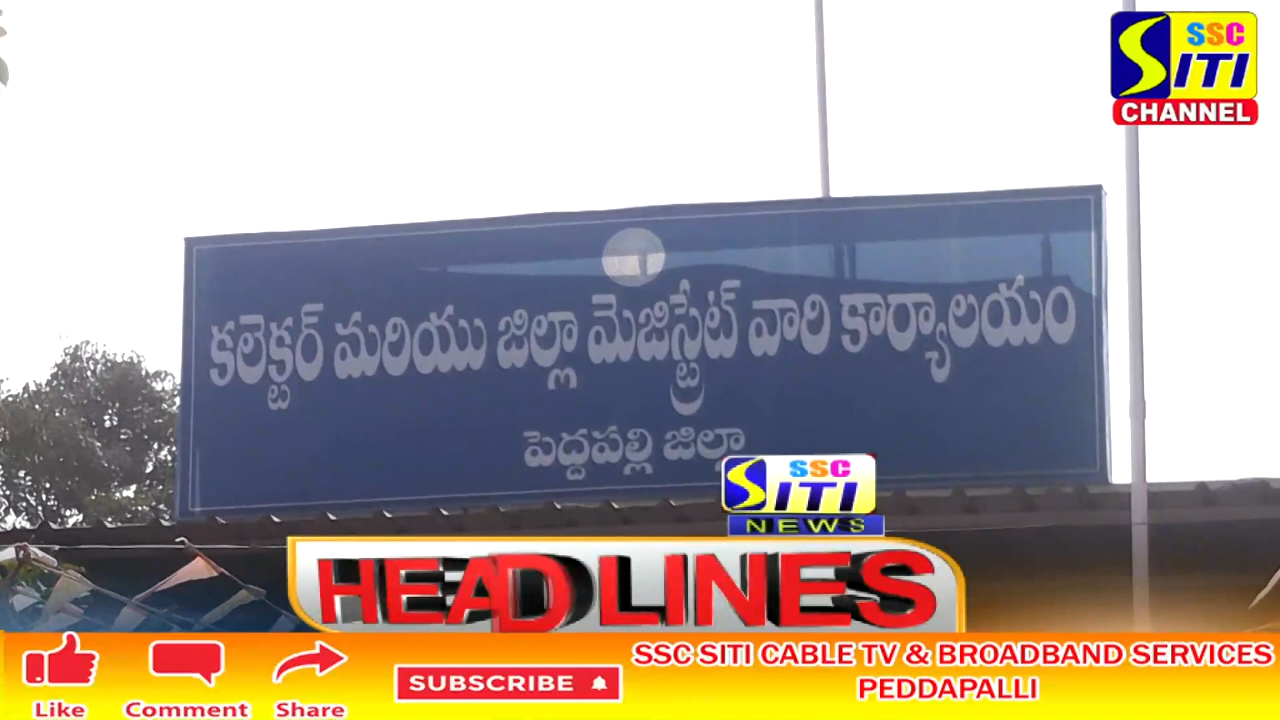 SSC
SITI
CHANNEL
కలెక్టర్ మరియు జిల్లా మెజిస్ట్రేట్ వారి కార్యాలయం
పెద్దపల్లి జిల్లా
SSC
SITI
NEWS
HEADLINES
SSC SITI CABLE TV & BROADBAND SERVICES
PEDDAPALLI
SUBSCRIBE
Like Comment Share